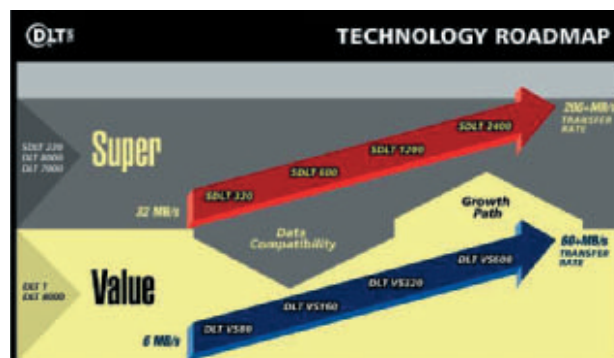 DLT
TECHNOLOGY ROADMAP
SDLT 220
DLT 8000
DLT 7000
Super
32 MB/s
SDLT 320
SDLT 600
SDLT 1200
SDLT 2400
200+MB/s
TRANSFER
RATE
Data
Compatibility
Growth
Path
DLT 1
DLT 8000
Value
6 MB/s
DLT VS80
DLT VS160
DLT VS320
DLT VS600
60+MB/s
TRANSFER
RATE